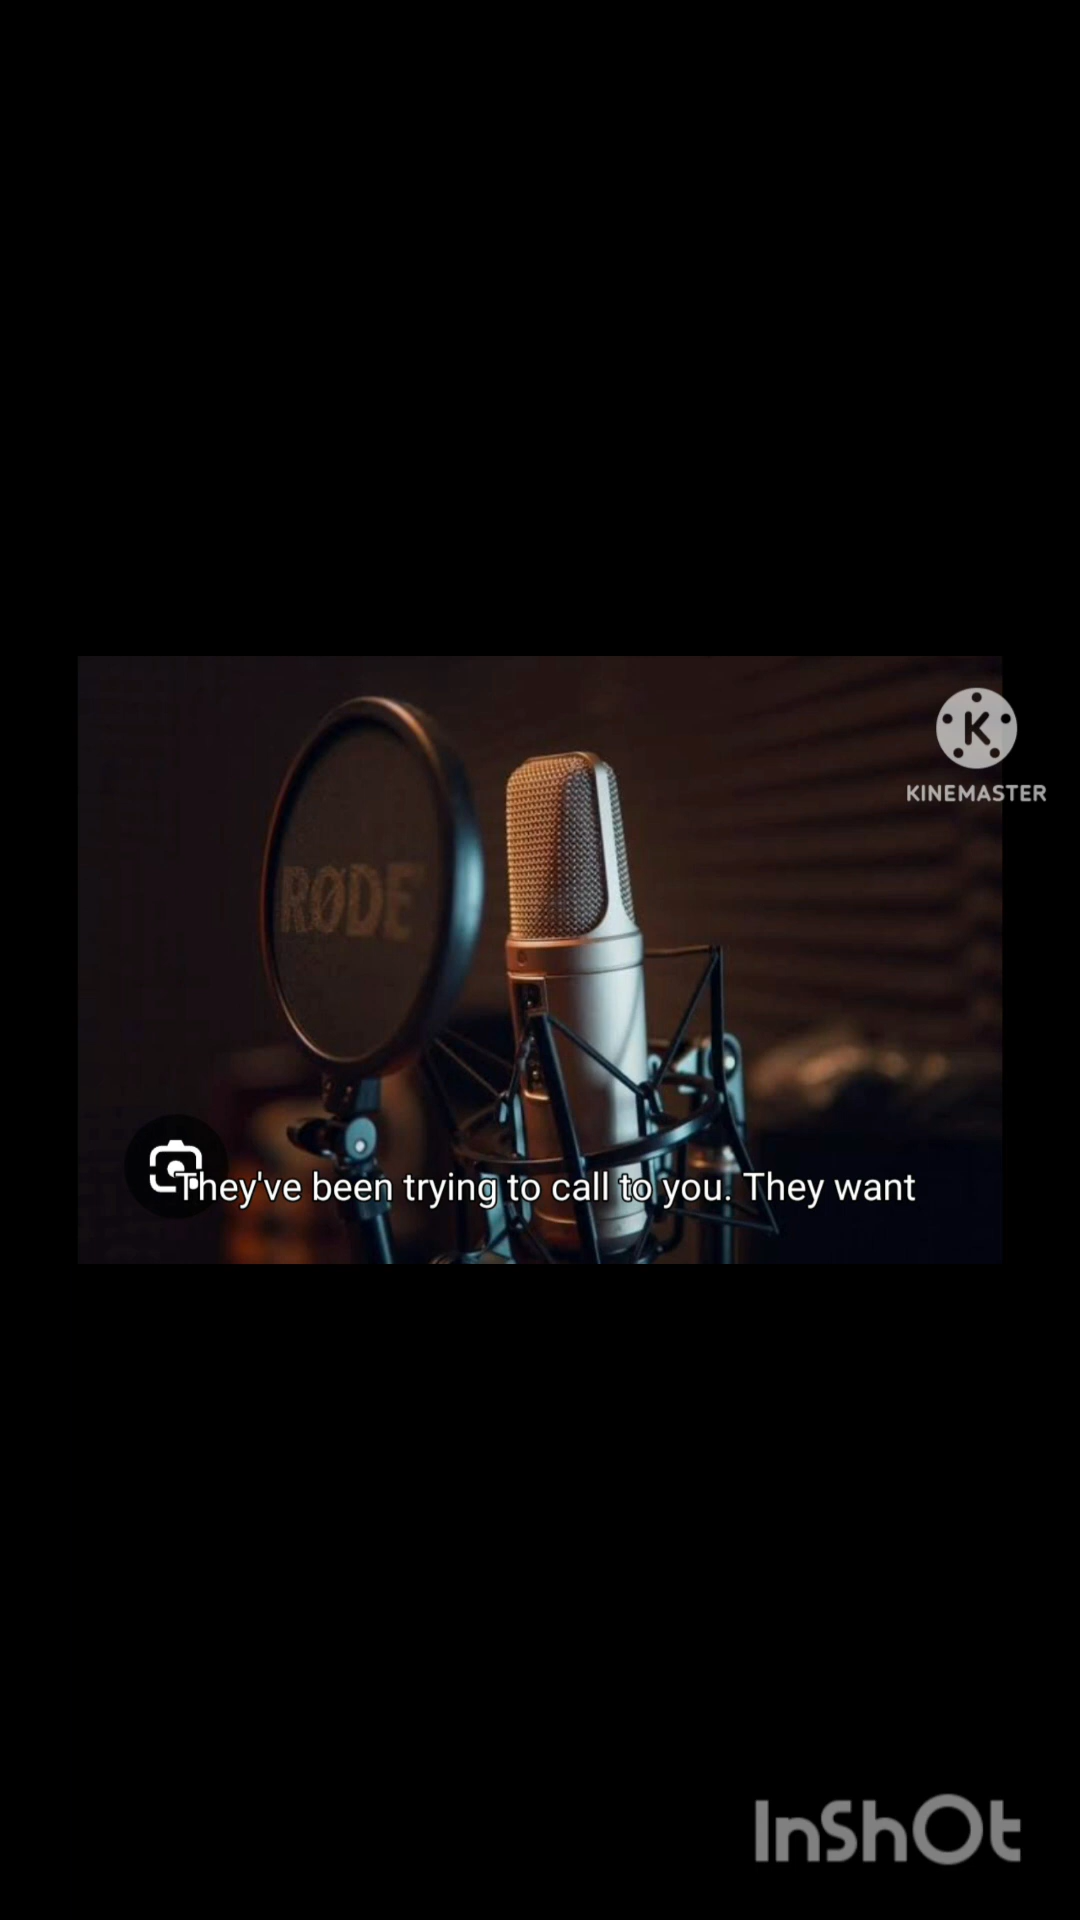 K
KINEMASTER
RØDE
They've been trying to call to you. They want
InShOt